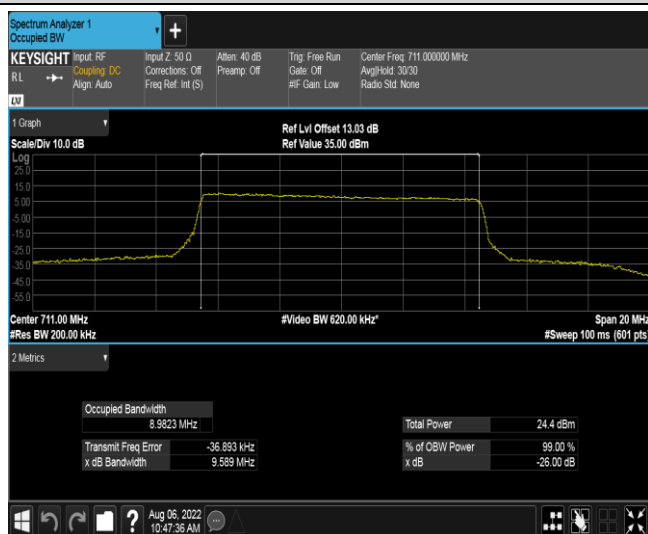 Spectrum Analyzer 1
Occupied BW
+
KEYSIGHT
RL
LXI
Input: RF
Coupling: DC
Align: Auto
Input Z: 50 Ω
Corrections: Off
Freq Ref: Int (S)
Atten: 40 dB
Preamp: Off
Trig: Free Run
Gate: Off
#IF Gain: Low
Center Freq: 711.000000 MHz
Avg|Hold: 30/30
Radio Std: None
1 Graph
Scale/Div 10.0 dB
Ref Lvl Offset 13.03 dB
Ref Value 35.00 dBm
Log
25.0
15.0
5.00
-5.00
-15.0
-25.0
-35.0
-45.0
-55.0
Center 711.00 MHz
#Res BW 200.00 kHz
#Video BW 620.00 kHz*
Span 20 MHz
#Sweep 100 ms (601 pts)
2 Metrics
Occupied Bandwidth
8.9823 MHz
Transmit Freq Error -36.893 kHz
x dB Bandwidth 9.589 MHz
Total Power 24.4 dBm
% of OBW Power 99.00 %
x dB -26.00 dB
?
Aug 06, 2022
10:47:36 AM